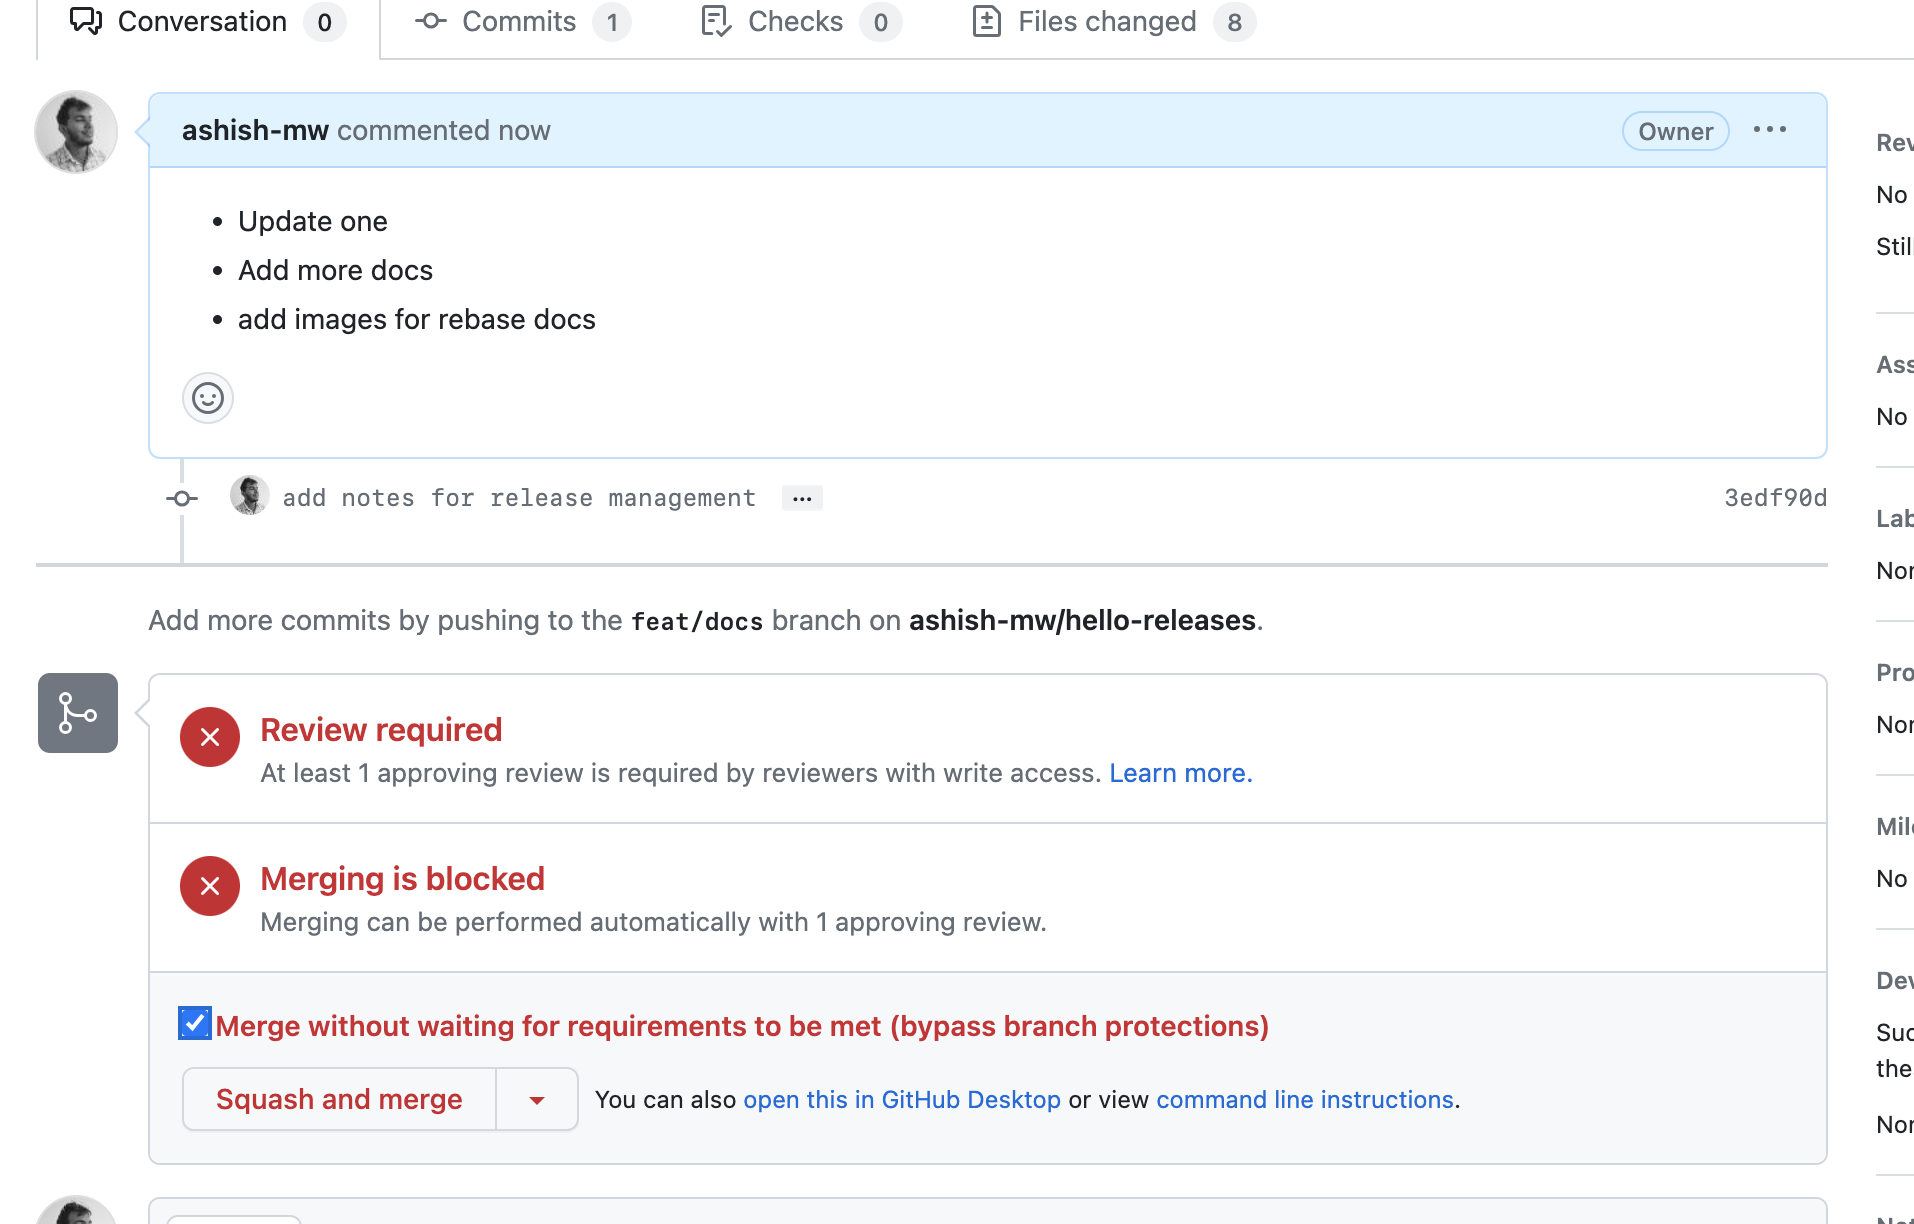 Conversation 0 Commits 1 Checks 0 Files changed 8
ashish-mw commented now Owner
Update one
Add more docs
add images for rebase docs
add notes for release management ... 3edf90d
Add more commits by pushing to the feat/docs branch on ashish-mw/hello-releases.
Review required
At least 1 approving review is required by reviewers with write access. Learn more.
Merging is blocked
Merging can be performed automatically with 1 approving review.
Merge without waiting for requirements to be met (bypass branch protections)
Squash and merge You can also open this in GitHub Desktop or view command line instructions.
Rev
No
Still
Ass
No
Lab
Non
Pro
Non
Mile
No
Dev
Suc
the
Non